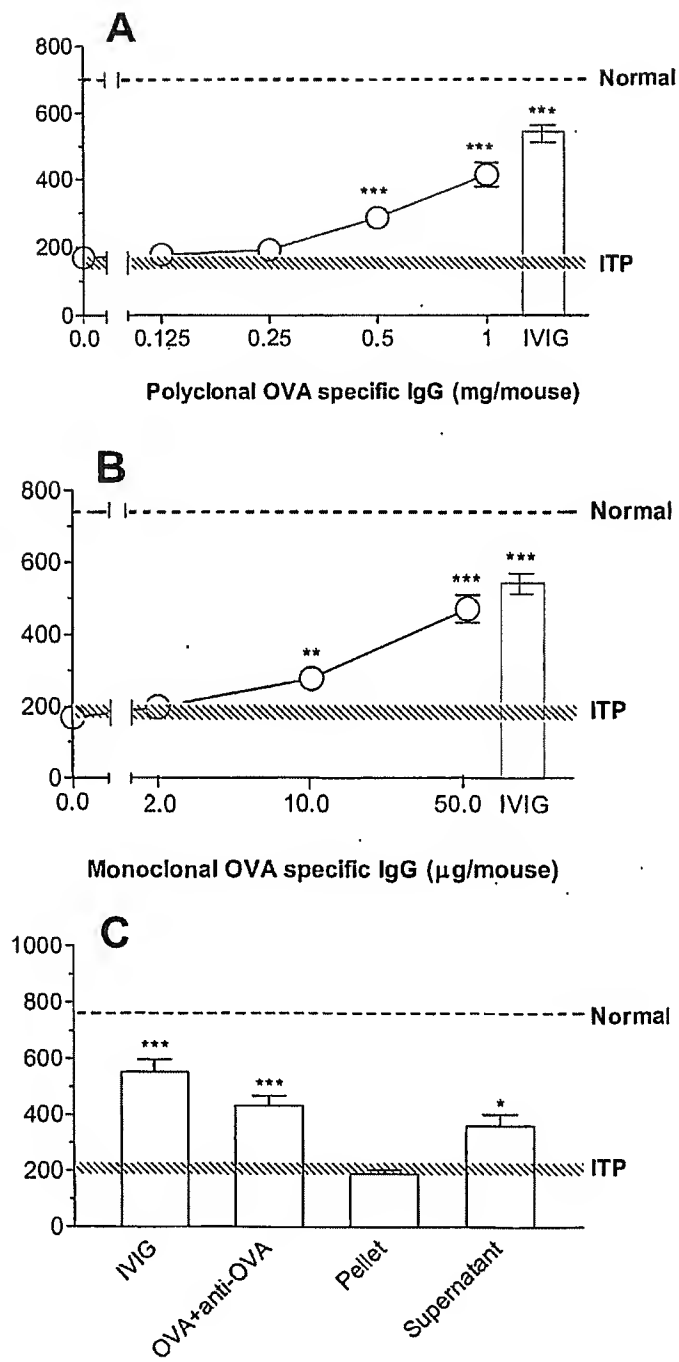 A
800
Normal
600
***
***
400
***
200
ITP
0
0.0 0.125 0.25 0.5 1 IVIG
Polyclonal OVA specific IgG (mg/mouse)
B
800
Normal
600
***
***
400
**
200
ITP
0
0.0 2.0 10.0 50.0 IVIG
Monoclonal OVA specific IgG (µg/mouse)
C
1000
800
Normal
600
***
***
400
*
200
ITP
0
IVIG
OVA+anti-OVA
Pellet
Supernatant